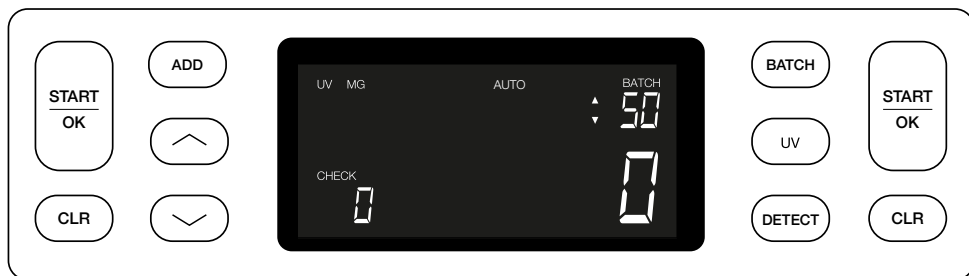 START
OK
CLR
ADD
UV MG AUTO BATCH
50
CHECK
0
0
BATCH
UV
DETECT
START
OK
CLR